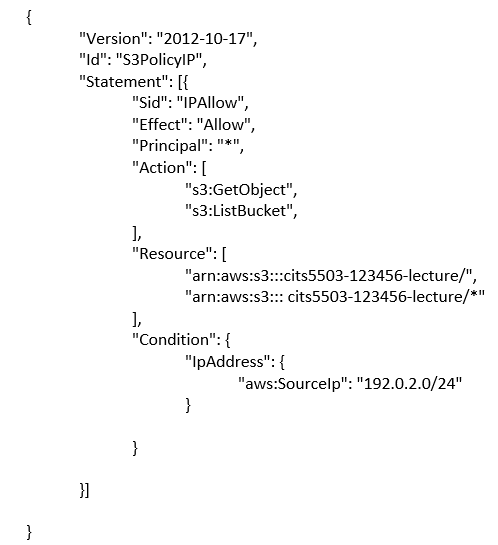 {
"Version": "2012-10-17",
"Id": "S3PolicyIP",
"Statement": [{
"Sid": "IPAllow",
"Effect": "Allow",
"Principal": "*",
"Action": [
"s3:GetObject",
"s3:ListBucket",
],
"Resource": [
"arn:aws:s3:::cits5503-123456-lecture/",
"arn:aws:s3::: cits5503-123456-lecture/*"
],
"Condition": {
"IpAddress": {
"aws:SourceIp": "192.0.2.0/24"
}
}
}]
}